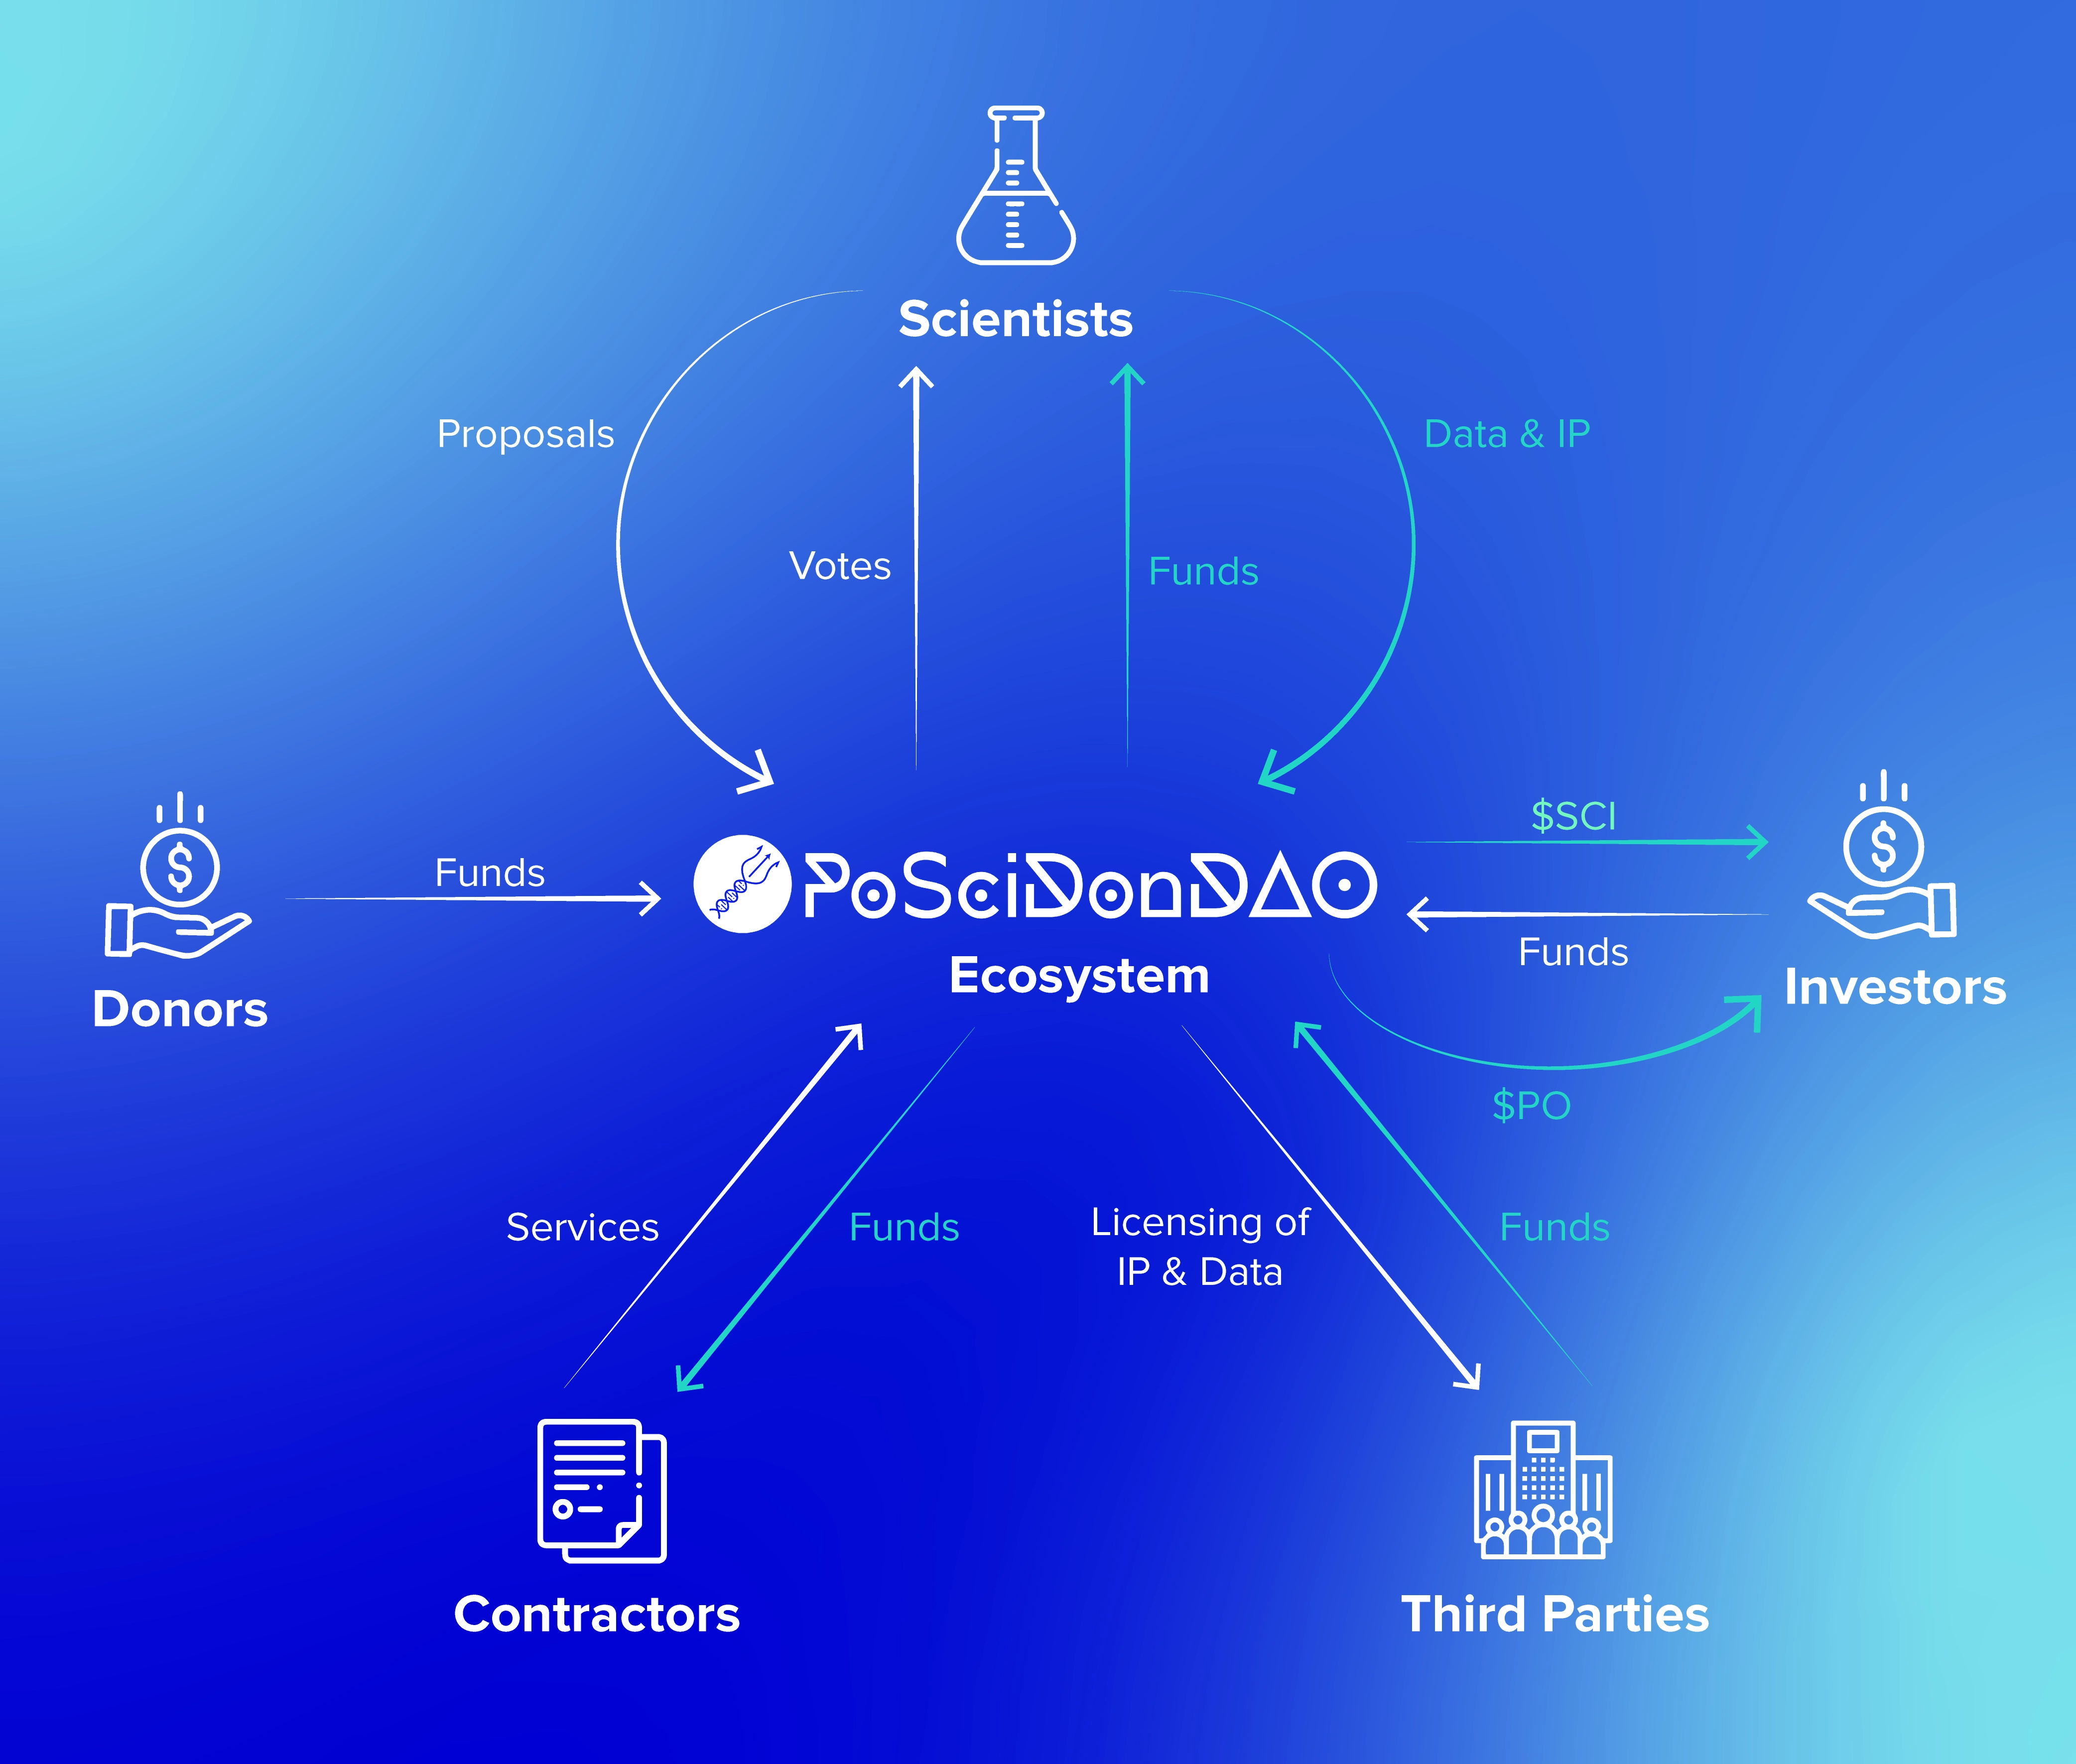 Scientists
Proposals
Data & IP
Votes
Funds
$SCI
Funds
PoSciDonDAO
Funds
Ecosystem
Investors
Donors
$PO
Services
Funds
Licensing of
IP & Data
Funds
Contractors
Third Parties